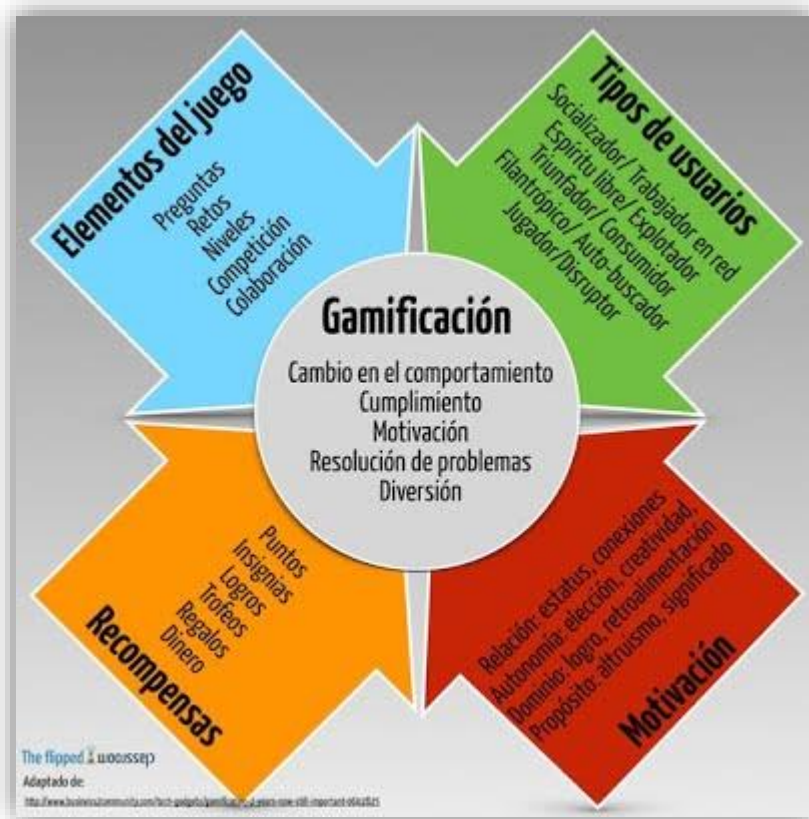 Elementos del juego
Preguntas
Retos
Niveles
Competición
Colaboración
Tipos de usuarios
Socializador/ Trabajador en red
Espíritu libre/ Explotador
Triunfador/ Consumidor
Filantrópico/ Auto-buscador
Jugador/Disruptor
Gamificación
Cambio en el comportamiento
Cumplimiento
Motivación
Resolución de problemas
Diversión
Puntos
Insignias
Logros
Trofeos
Regalos
Dinero
Recompensas
Relación: estatus, conexiones
Autonomía: elección, creatividad,
Dominio: logro, retroalimentación
Propósito: altruismo, significado
Motivación
The flipped classroom
Adaptado de: